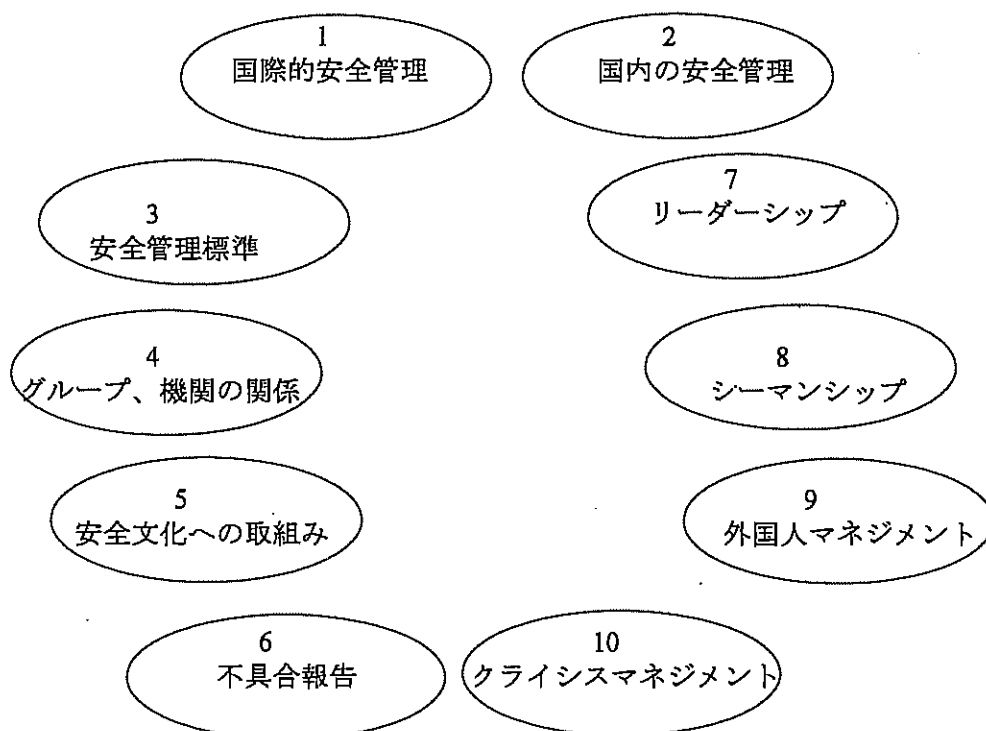 1
国際的安全管理
2
国内の安全管理
3
安全管理標準
7
リーダーシップ
4
グループ、機関の関係
8
シーマンシップ
5
安全文化への取組み
9
外国人マネジメント
6
不具合報告
10
クライシスマネジメント